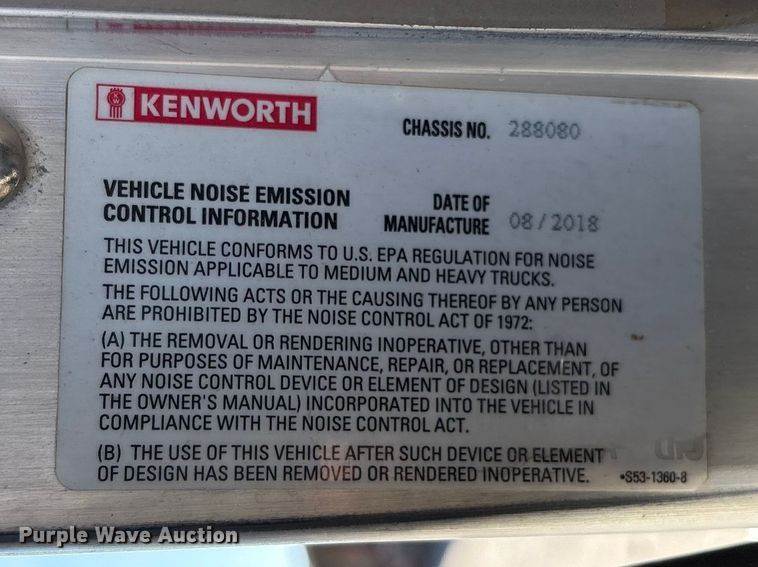 KENWORTH
CHASSIS NO. 288080
VEHICLE NOISE EMISSION
CONTROL INFORMATION
DATE OF
MANUFACTURE 08/2018
THIS VEHICLE CONFORMS TO U.S. EPA REGULATION FOR NOISE
EMISSION APPLICABLE TO MEDIUM AND HEAVY TRUCKS.
THE FOLLOWING ACTS OR THE CAUSING THEREOF BY ANY PERSON
ARE PROHIBITED BY THE NOISE CONTROL ACT OF 1972:
(A) THE REMOVAL OR RENDERING INOPERATIVE, OTHER THAN
FOR PURPOSES OF MAINTENANCE, REPAIR, OR REPLACEMENT, OF
ANY NOISE CONTROL DEVICE OR ELEMENT OF DESIGN (LISTED IN
THE OWNER'S MANUAL) INCORPORATED INTO THE VEHICLE IN
COMPLIANCE WITH THE NOISE CONTROL ACT.
(B) THE USE OF THIS VEHICLE AFTER SUCH DEVICE OR ELEMENT
OF DESIGN HAS BEEN REMOVED OR RENDERED INOPERATIVE.
•S53-1360-8
Purple Wave Auction